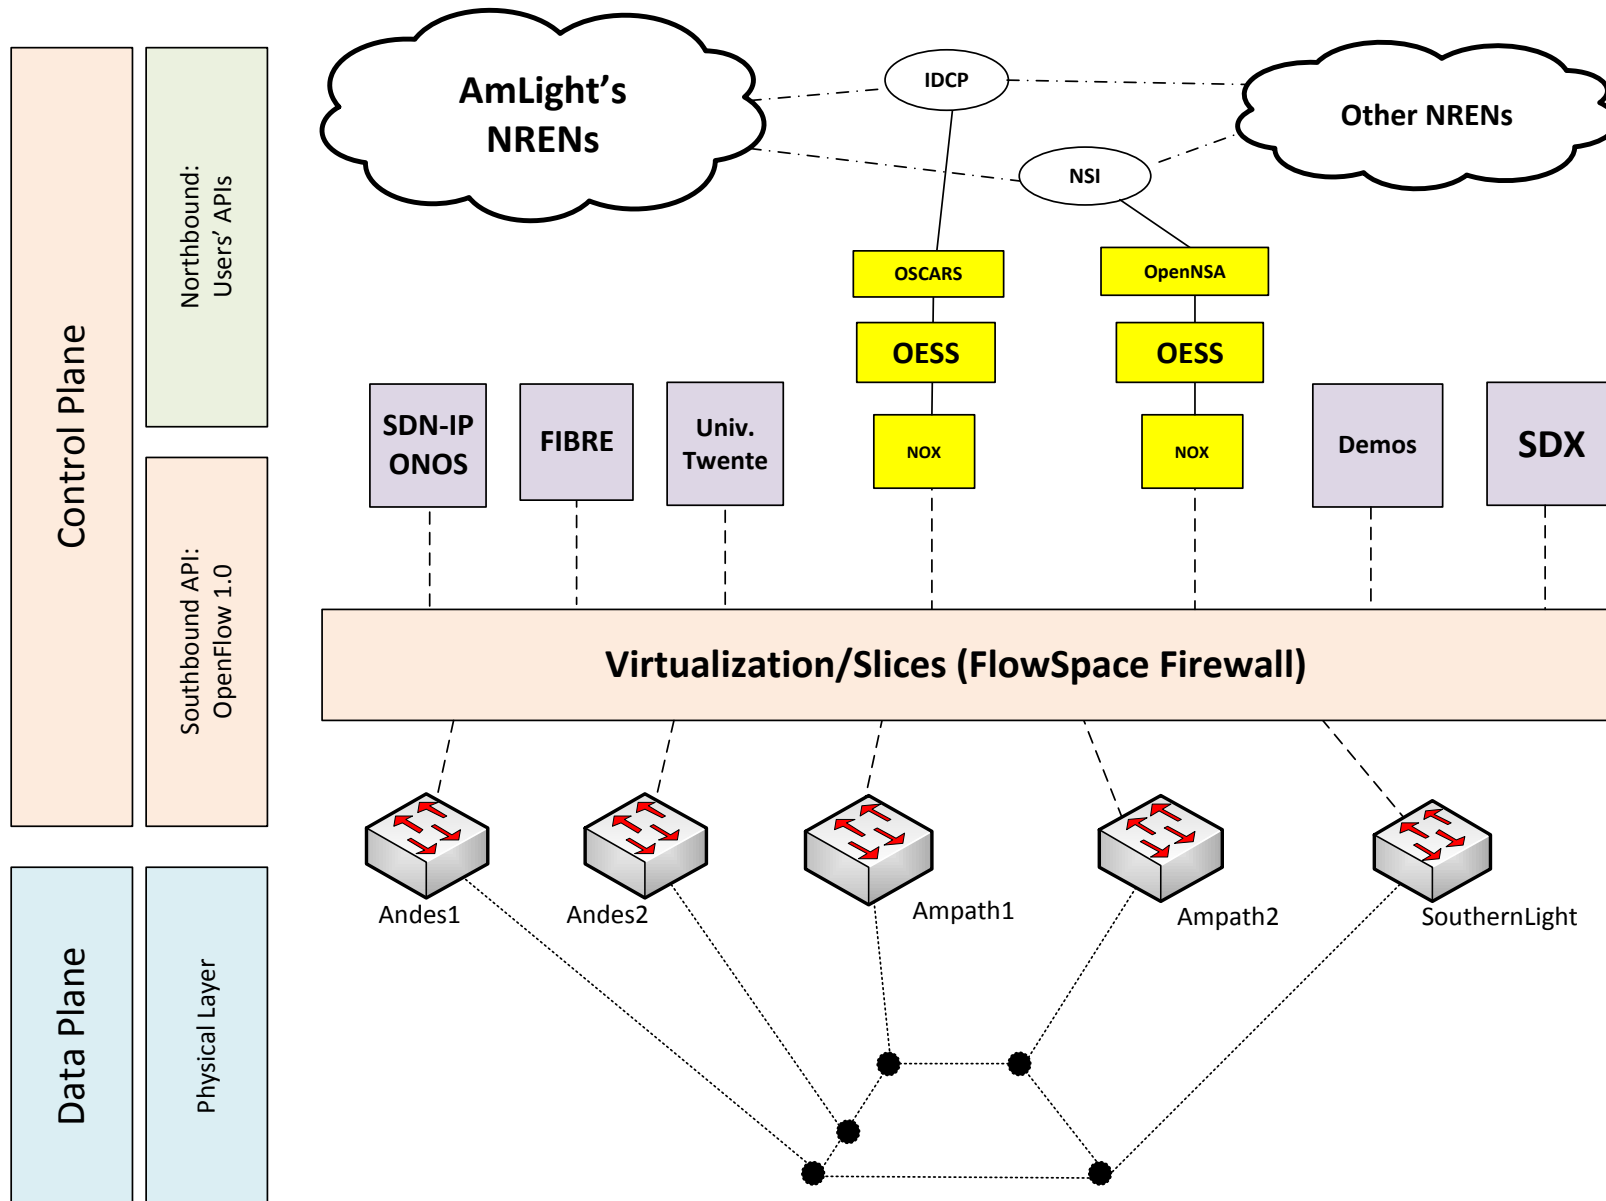 Control Plane
Northbound:
Users' APIs
Southbound API:
OpenFlow 1.0
Data Plane
Physical Layer
AmLight's
NRENs
IDCP
NSI
Other NRENs
OSCARS
OpenNSA
OESS
OESS
SDN-IP
ONOS
FIBRE
Univ.
Twente
NOX
NOX
Demos
SDX
Virtualization/Slices (FlowSpace Firewall)
Andes1
Andes2
Ampath1
Ampath2
SouthernLight